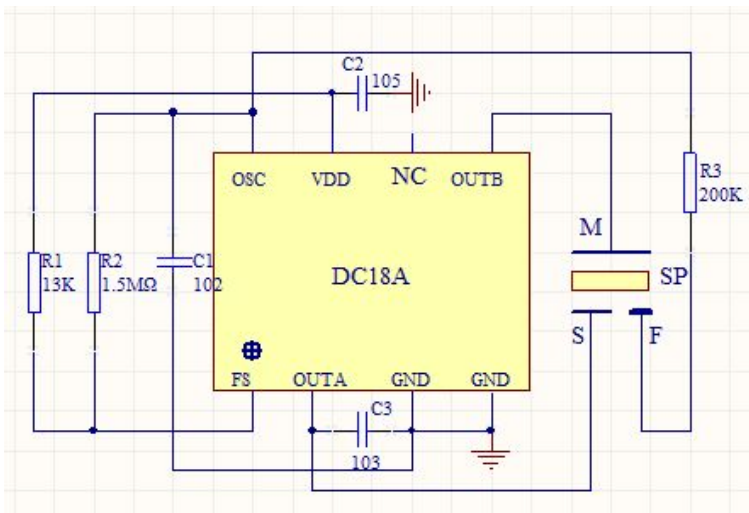 C2
105
OSC
VDD
NC
OUTB
R3
200K
M
R1
13K
R2
1.5MΩ
C1
102
DC18A
SP
S
F
FS
OUTA
GND
GND
C3
103